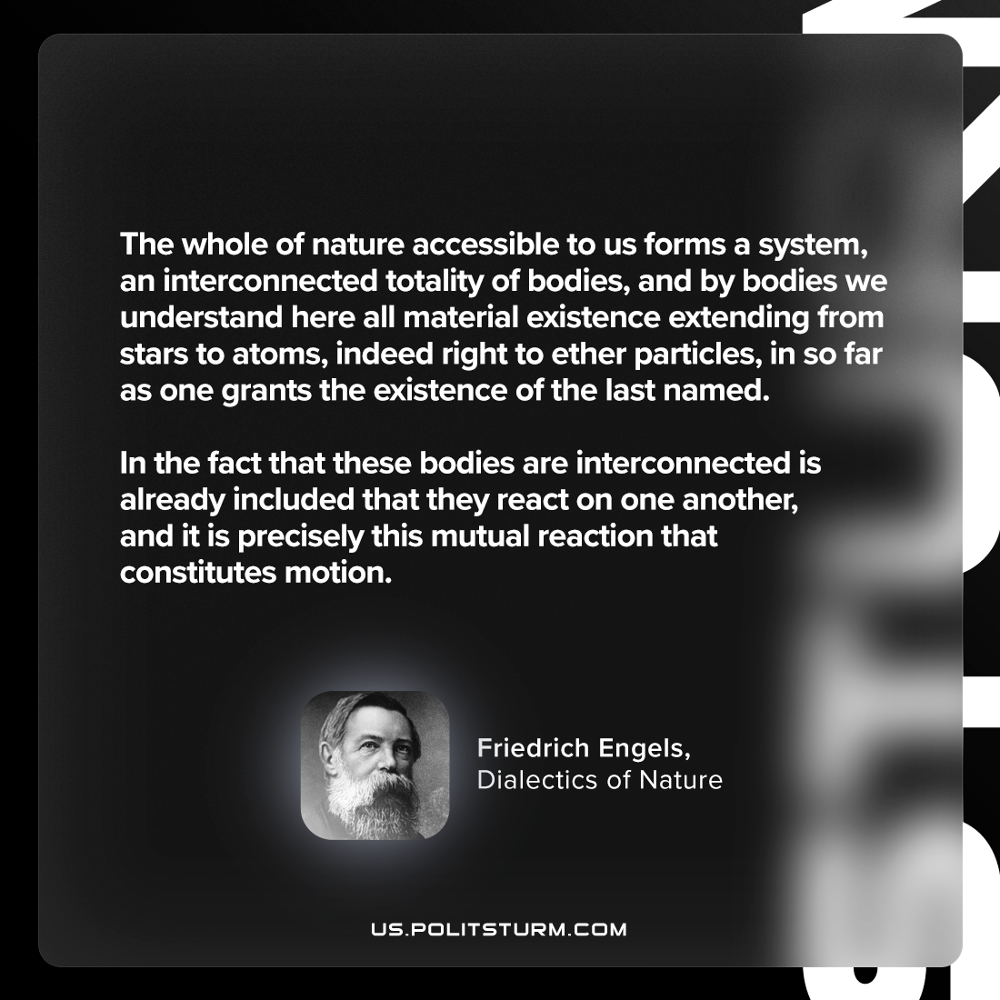 The whole of nature accessible to us forms a system,
an interconnected totality of bodies, and by bodies we
understand here all material existence extending from
stars to atoms, indeed right to ether particles, in so far
as one grants the existence of the last named.
In the fact that these bodies are interconnected is
already included that they react on one another,
and it is precisely this mutual reaction that
constitutes motion.
Friedrich Engels,
Dialectics of Nature
US.POLITSTURM.COM